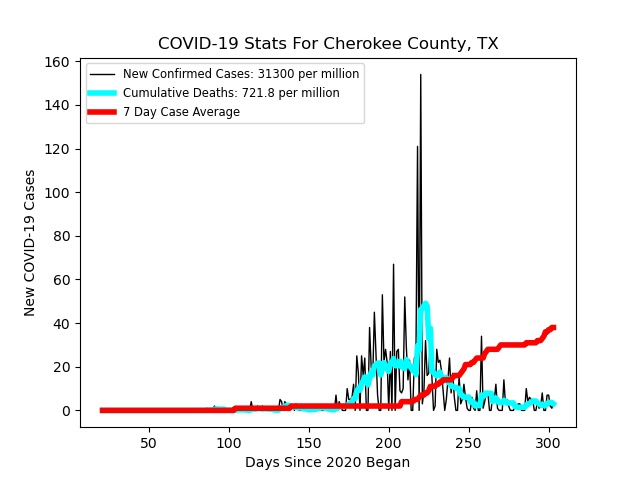 COVID-19 Stats For Cherokee County, TX
New Confirmed Cases: 31300 per million
Cumulative Deaths: 721.8 per million
7 Day Case Average
160
140
120
100
80
60
40
20
0
New COVID-19 Cases
50 100 150 200 250 300
Days Since 2020 Began